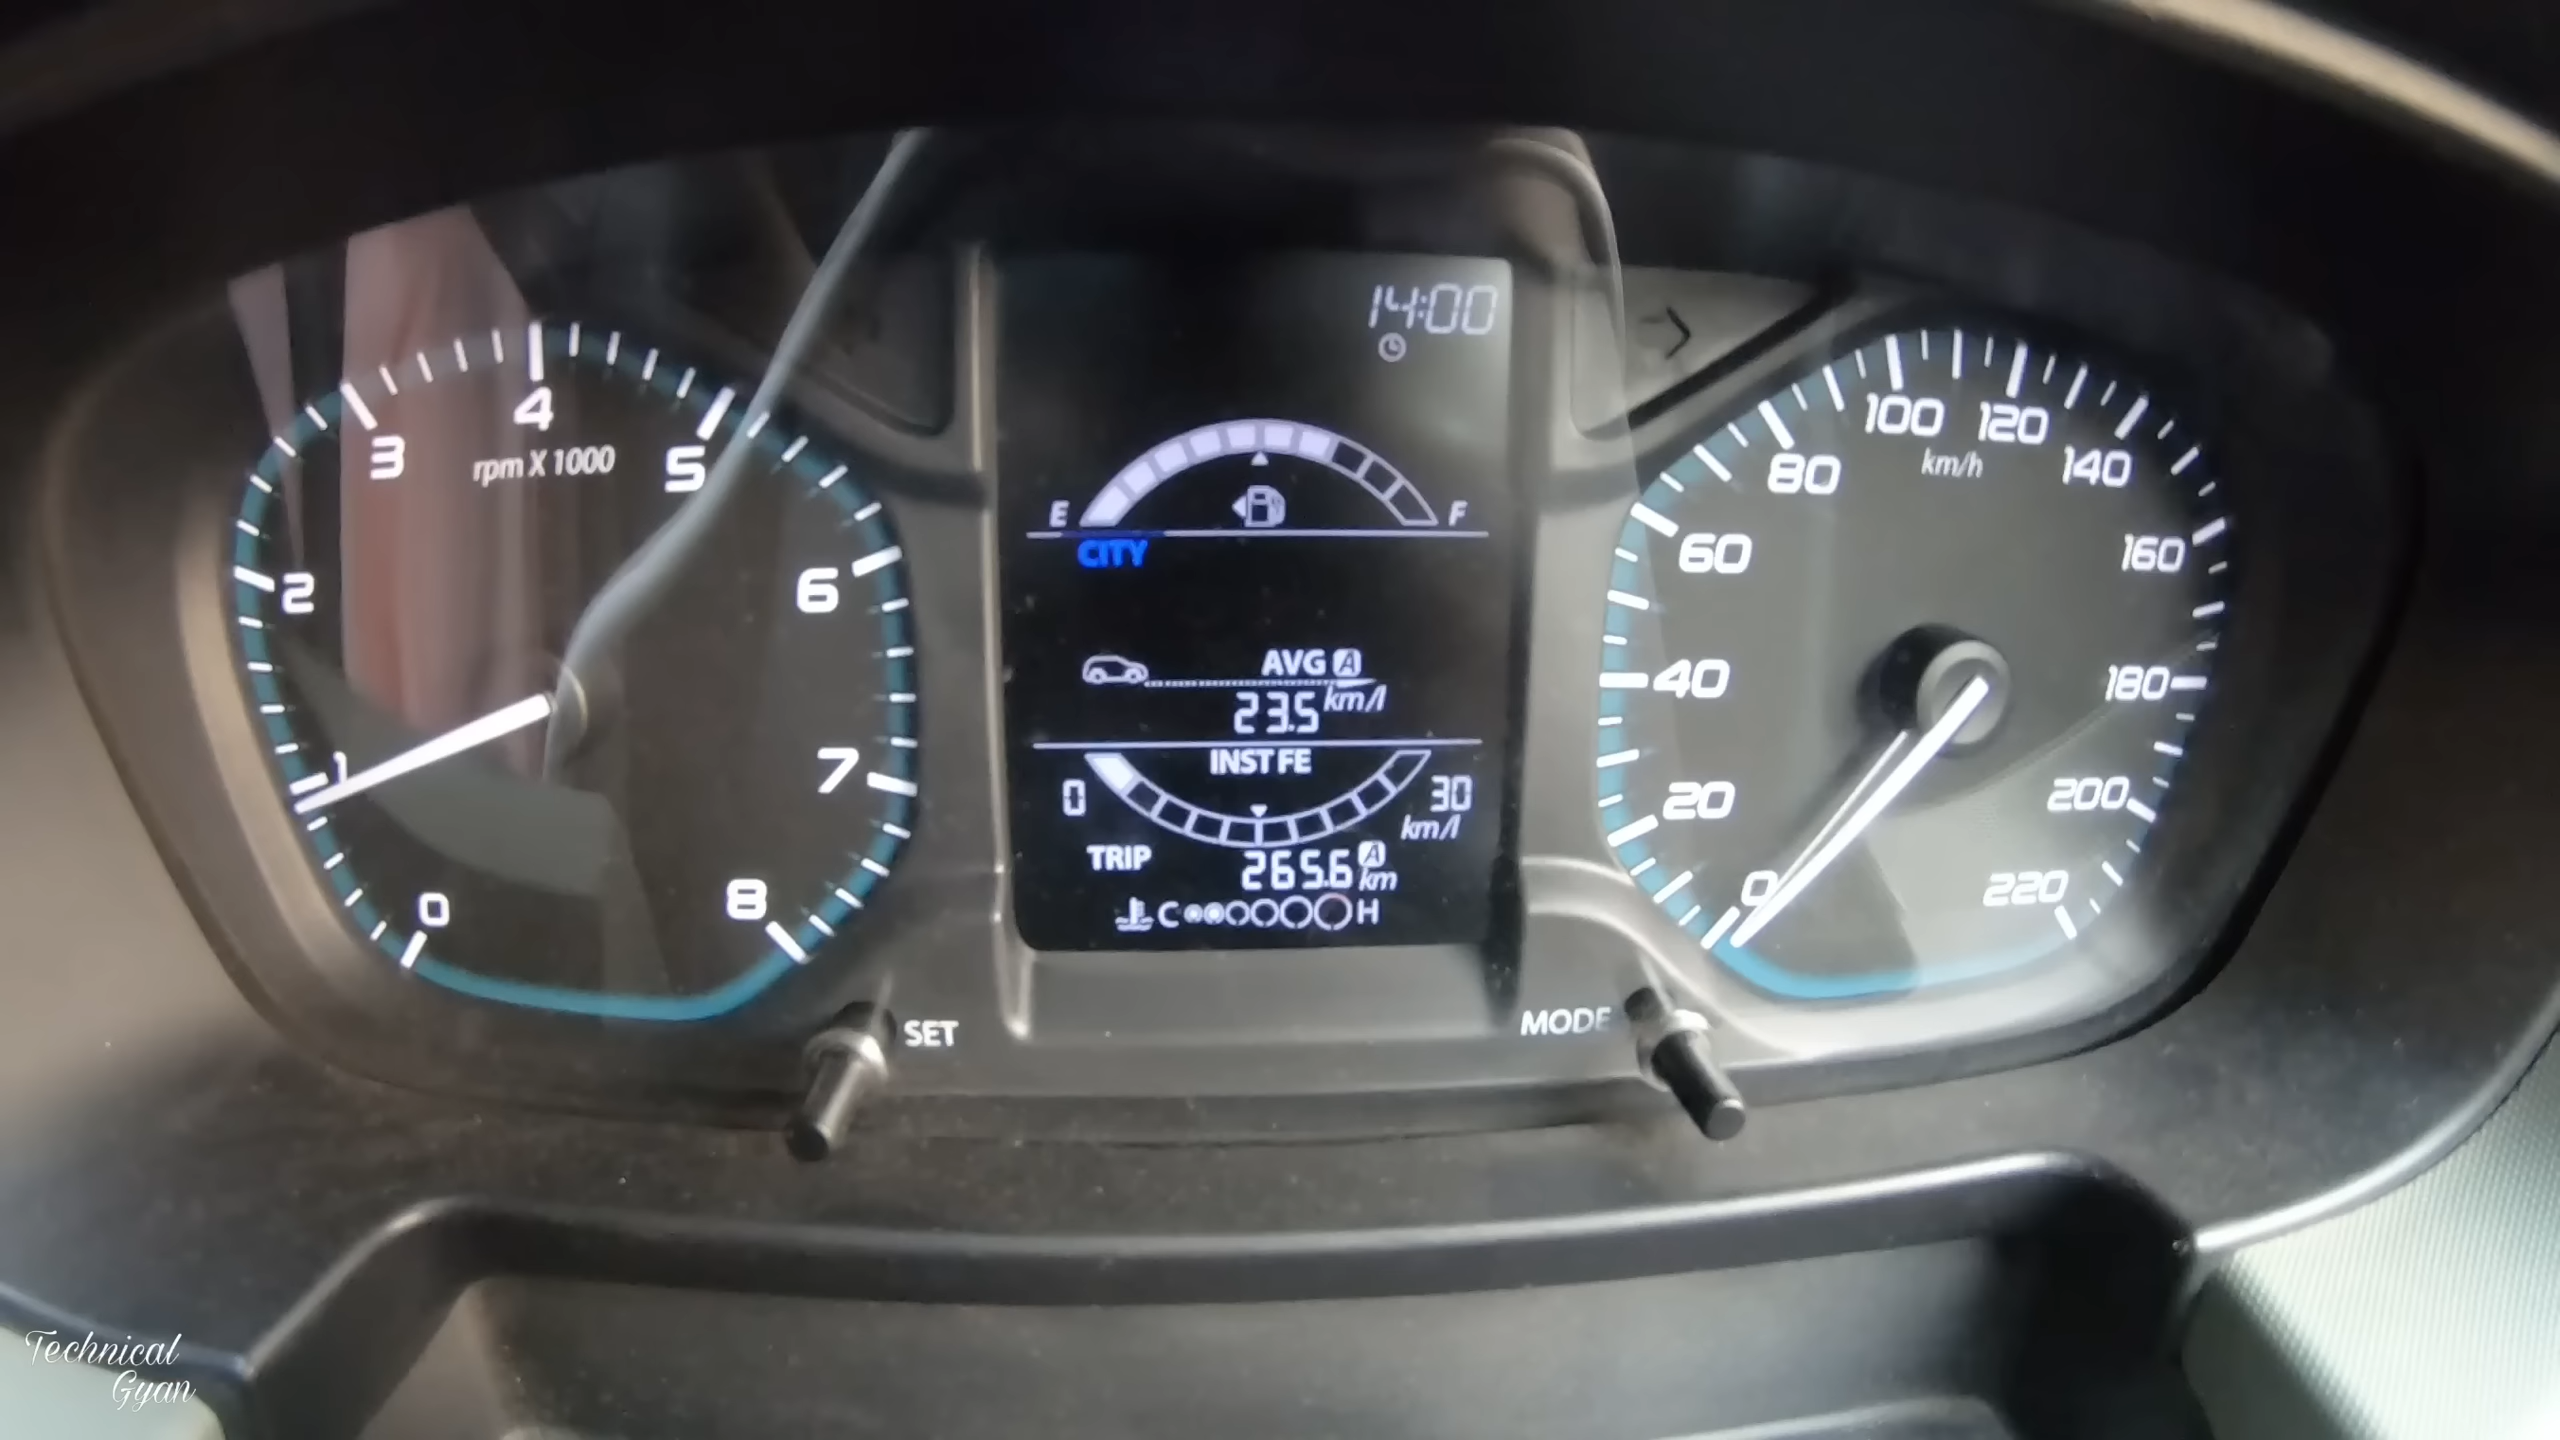 14:00
0
1
2
3
4
5
6
7
8
rpm X 1000
E
F
CITY
AVG A
23.5 km/l
INST FE
0
30
km/l
TRIP
265.6 A km
C
H
0
20
40
60
80
100
120
140
160
180
200
220
km/h
SET
MODE
Technical
Gyan